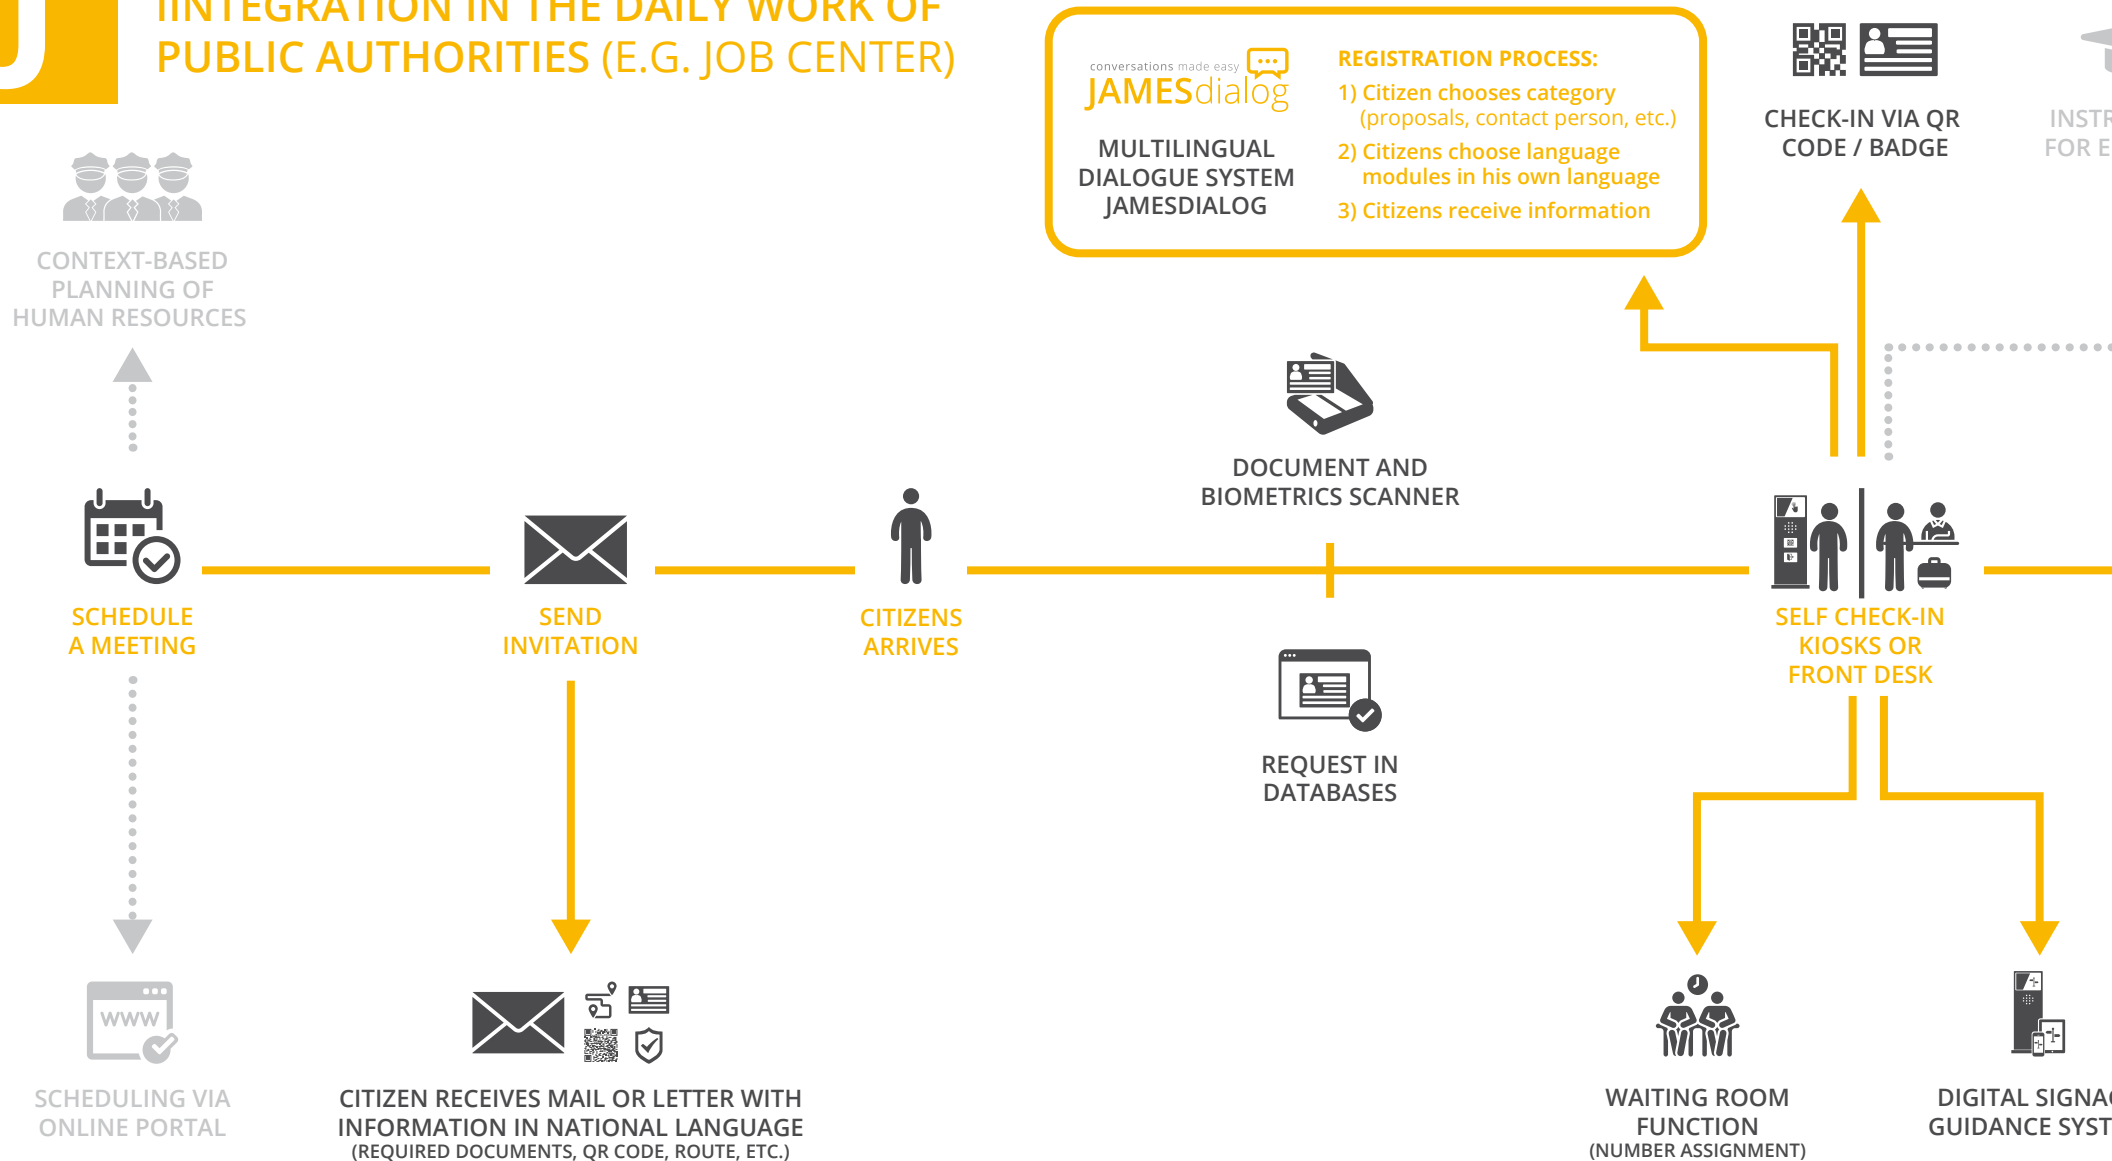 IINTEGRATION IN THE DAILY WORK OF
PUBLIC AUTHORITIES (E.G. JOB CENTER)
conversations made easy
JAMESdialog
MULTILINGUAL
DIALOGUE SYSTEM
JAMESDIALOG
REGISTRATION PROCESS:
1) Citizen chooses category
(proposals, contact person, etc.)
2) Citizens choose language
modules in his own language
3) Citizens receive information
CHECK-IN VIA QR
CODE / BADGE
FOR
CONTEXT-BASED
PLANNING OF
HUMAN RESOURCES
DOCUMENT AND
BIOMETRICS SCANNER
SCHEDULE
A MEETING
SEND
INVITATION
CITIZENS
ARRIVES
SELF CHECK-IN
KIOSKS OR
FRONT DESK
REQUEST IN
DATABASES
WWW
SCHEDULING VIA
ONLINE PORTAL
CITIZEN RECEIVES MAIL OR LETTER WITH
INFORMATION IN NATIONAL LANGUAGE
(REQUIRED DOCUMENTS, QR CODE, ROUTE, ETC.)
WAITING ROOM
FUNCTION
(NUMBER ASSIGNMENT)
DIGITAL
GUIDANCE